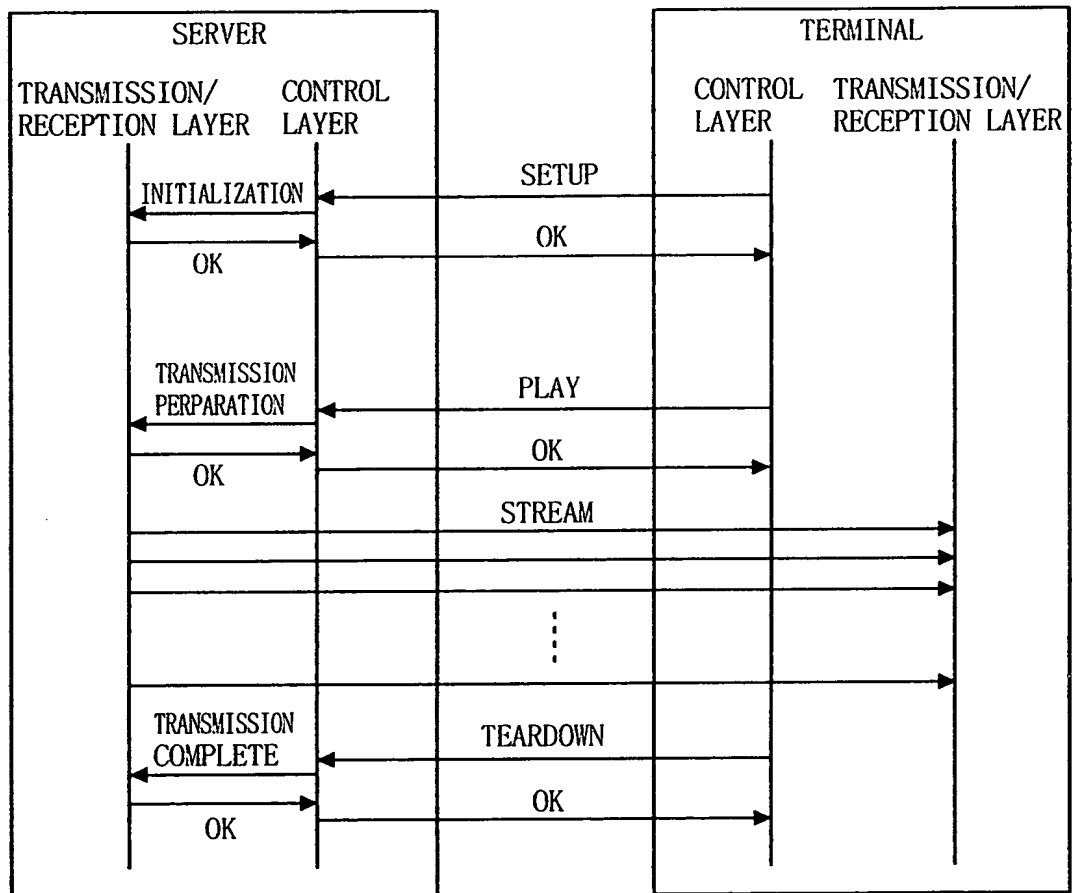 SERVER
TERMINAL
TRANSMISSION/
RECEPTION LAYER
CONTROL
LAYER
CONTROL
LAYER
TRANSMISSION/
RECEPTION LAYER
SETUP
INITIALIZATION
OK
OK
TRANSMISSION
PERPARATION
PLAY
OK
OK
STREAM
TRANSMISSION
COMPLETE
TEARDOWN
OK
OK